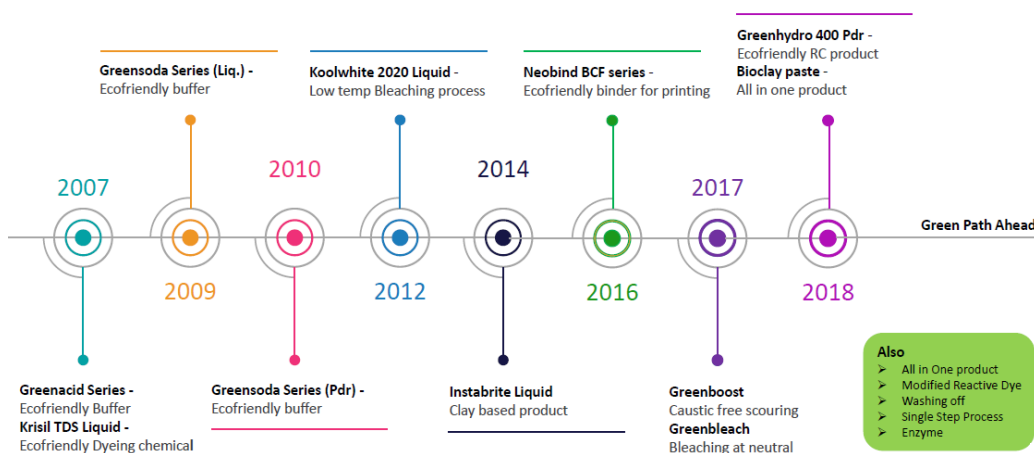 Greensoda Series (Liq.) -
Ecofriendly buffer
Koolwhite 2020 Liquid -
Low temp Bleaching process
Neobind BCF series -
Ecofriendly binder for printing
Greenhydro 400 Pdr -
Ecofriendly RC product
Bioclay paste -
All in one product
2007
2010
2014
2017
Green Path Ahead
2009
2012
2016
2018
Greenacid Series -
Ecofriendly Buffer
Krisil TDS Liquid -
Ecofriendly Dyeing chemical
Greensoda Series (Pdr) -
Ecofriendly buffer
Instabrite Liquid
Clay based product
Greenboost
Caustic free scouring
Greenbleach
Bleaching at neutral
Also
All in One product
Modified Reactive Dye
Washing off
Single Step Process
Enzyme